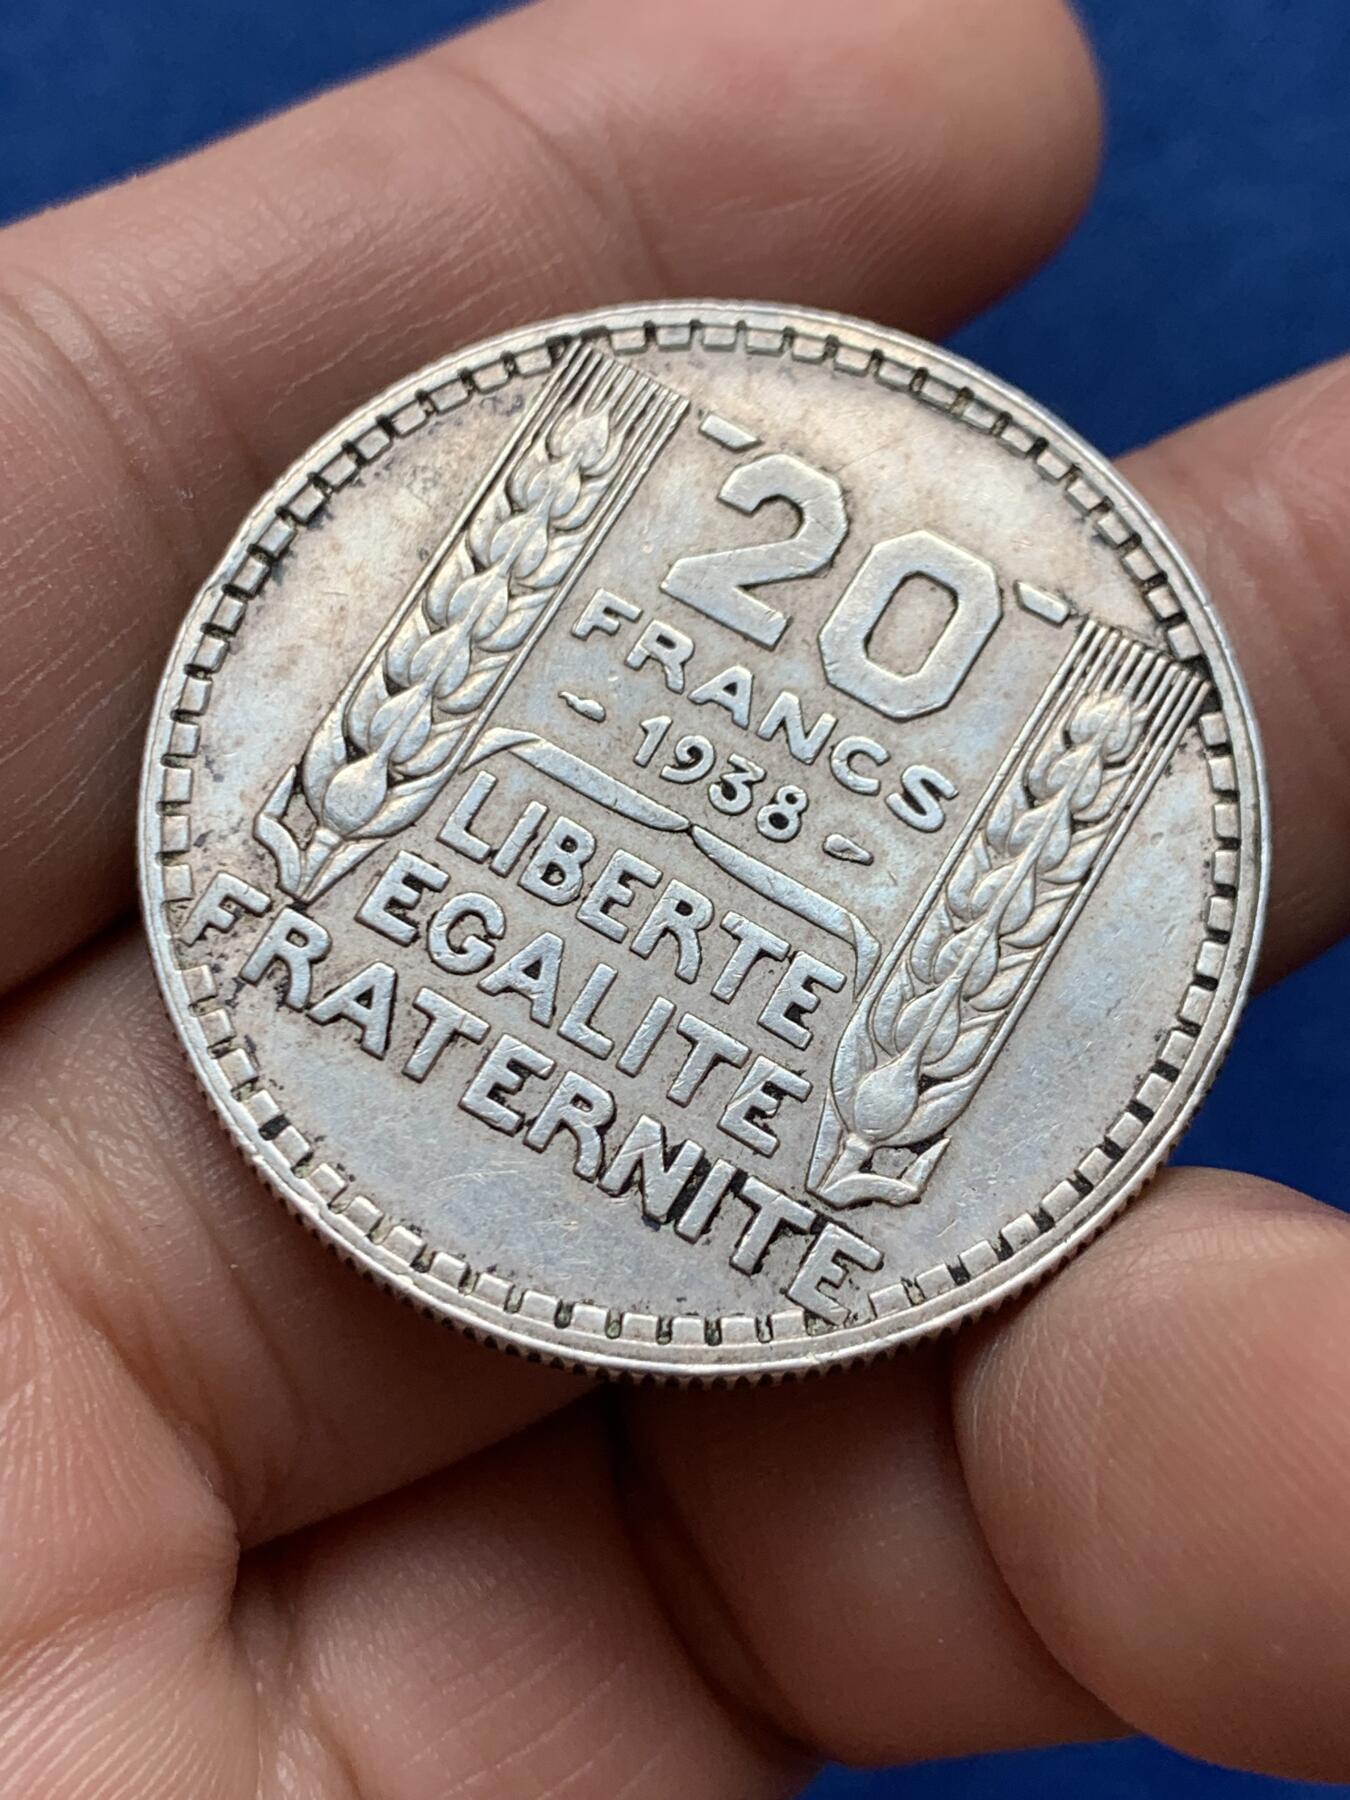 20
FRANCS
1938
LIBERTE
EGALITE
FRATERNITE